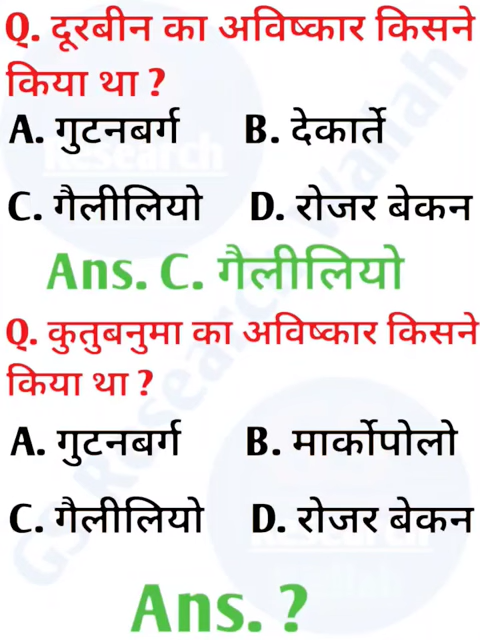 Q. दूरबीन का अविष्कार किसने
किया था ?
A. गुटनबर्ग B. देकार्ते
C. गैलीलियो D. रोजर बेकन
Ans. C. गैलीलियो
Q. कुतुबनुमा का अविष्कार किसने
किया था ?
A. गुटनबर्ग B. मार्कोपोलो
C. गैलीलियो D. रोजर बेकन
Ans. ?